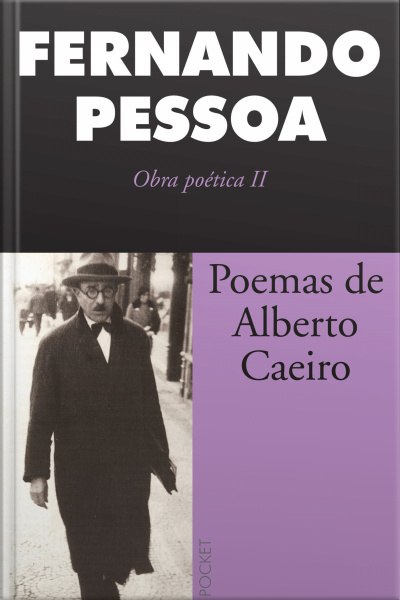 FERNANDO
PESSOA
Obra poética II
Poemas de
Alberto
Caeiro
POCKET